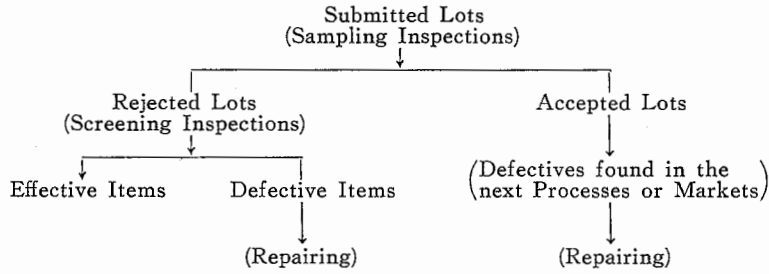 Submitted Lots
(Sampling Inspections)
Rejected Lots
(Screening Inspections)
Accepted Lots
Effective Items
Defective Items
(Defectives found in the
next Processes or Markets)
(Repairing)
(Repairing)